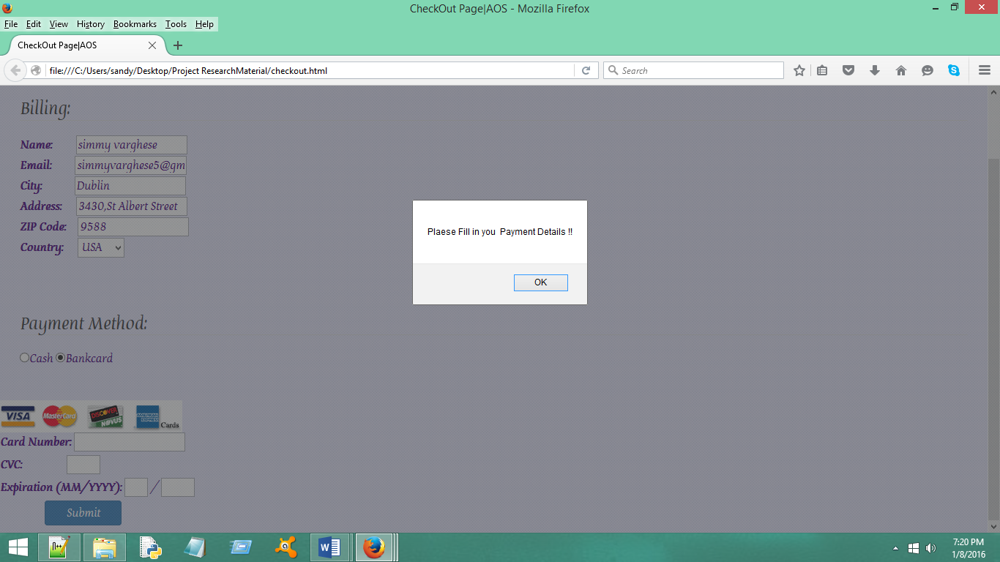 CheckOut Page|AOS - Mozilla Firefox
File Edit View History Bookmarks Tools Help
CheckOut Page|AOS
file:///C:/Users/sandy/Desktop/Project ResearchMaterial/checkout.html
Search
Billing:
Name: simmy varghese
Email: simmyvarghese5@gm
City: Dublin
Address: 3430,St Albert Street
ZIP Code: 9588
Country: USA
Plaese Fill in you Payment Details !!
OK
Payment Method:
Cash Bankcard
VISA MasterCard DISCOVER NOVUS AMERICAN EXPRESS Cards
Card Number:
CVC:
Expiration (MM/YYYY): /
Submit
7:20 PM
1/8/2016